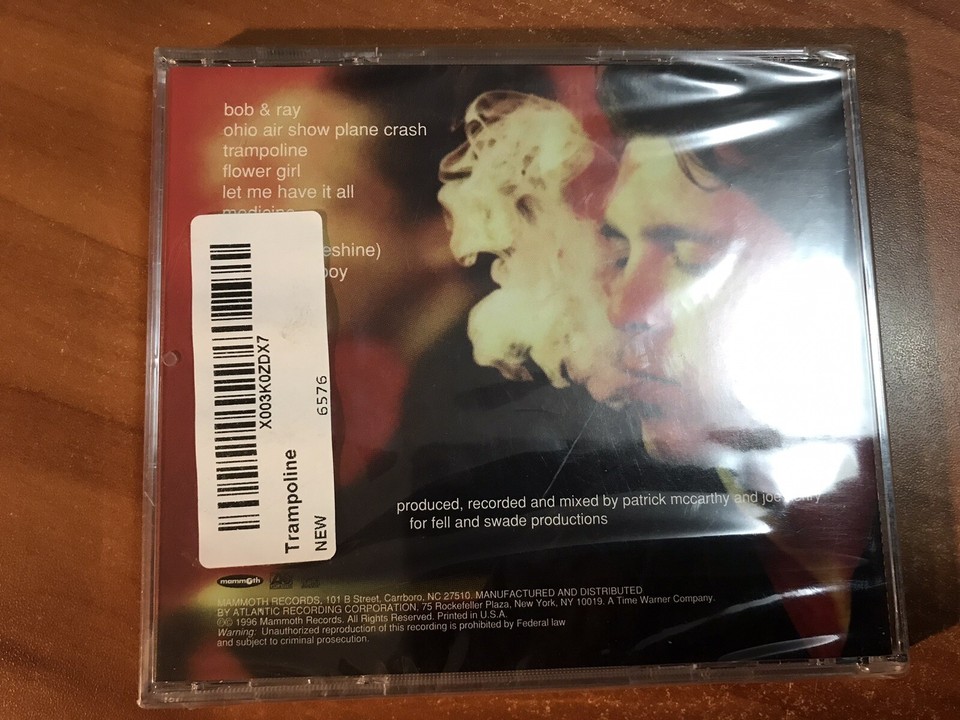 bob & ray
ohio air show plane crash
trampoline
flower girl
let me have it all
medicine
eshine)
boy
X003K0ZDX7
Trampoline
NEW
6576
produced, recorded and mixed by patrick mccarthy and joe henry
for fell and swade productions
mammoth
MAMMOTH RECORDS, 101 B Street, Carrboro, NC 27510. MANUFACTURED AND DISTRIBUTED
BY ATLANTIC RECORDING CORPORATION, 75 Rockefeller Plaza, New York, NY 10019. A Time Warner Company.
℗© 1996 Mammoth Records. All Rights Reserved. Printed in U.S.A.
Warning: Unauthorized reproduction of this recording is prohibited by Federal law
and subject to criminal prosecution.